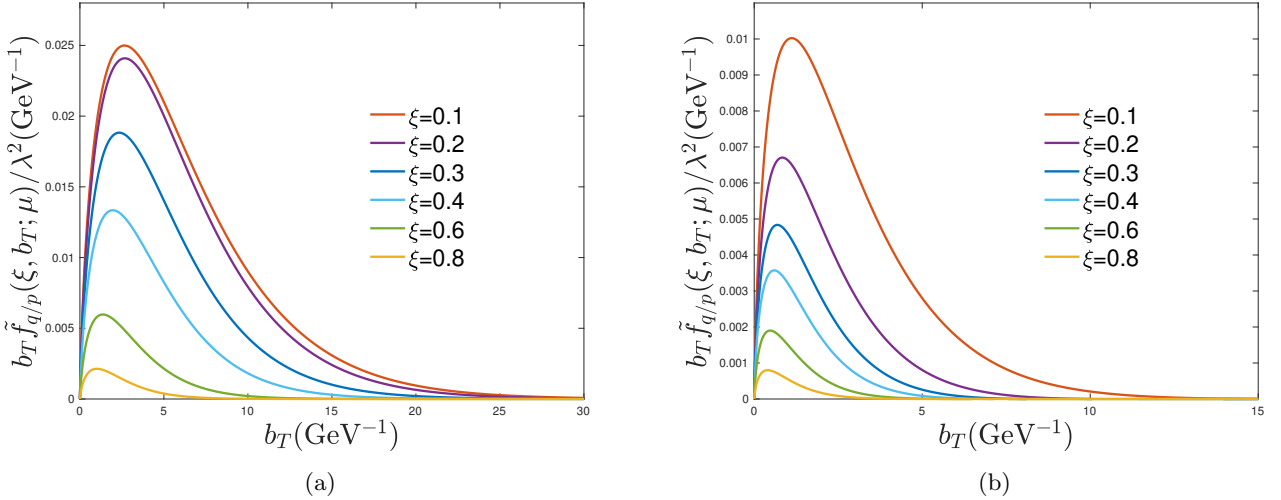 b_T f̃_{q/p}(ξ, b_T; μ)/λ²(GeV⁻¹)
0.025
0.02
0.015
0.01
0.005
0
ξ=0.1
ξ=0.2
ξ=0.3
ξ=0.4
ξ=0.6
ξ=0.8
0 5 10 15 20 25 30
b_T(GeV⁻¹)
(a)
b_T f̃_{q/p}(ξ, b_T; μ)/λ²(GeV⁻¹)
0.01
0.009
0.008
0.007
0.006
0.005
0.004
0.003
0.002
0.001
0
ξ=0.1
ξ=0.2
ξ=0.3
ξ=0.4
ξ=0.6
ξ=0.8
0 5 10 15
b_T(GeV⁻¹)
(b)